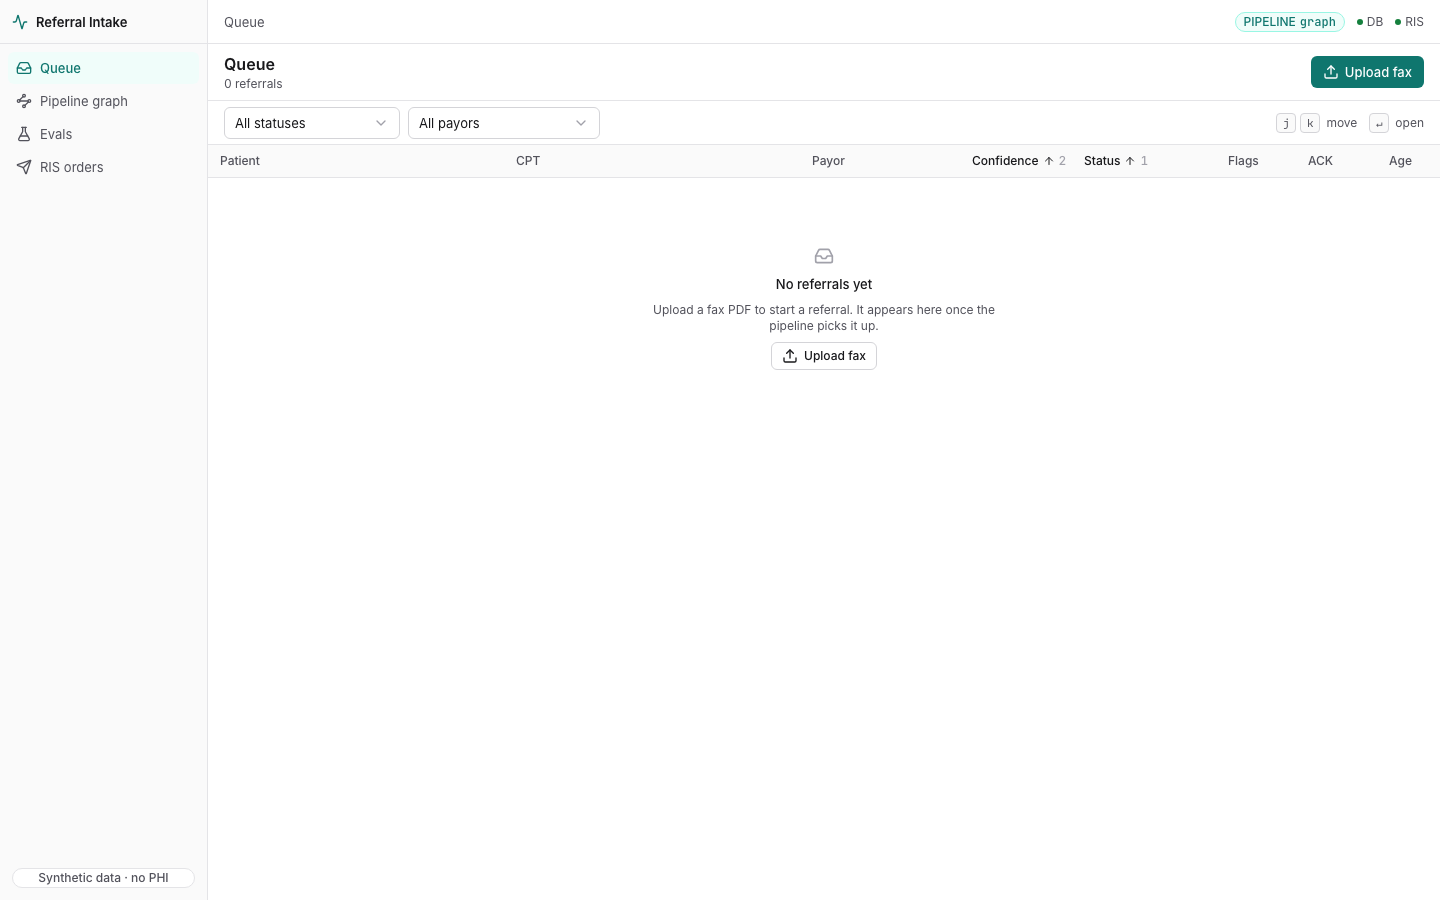 Referral Intake
Queue
PIPELINE graph
DB
RIS
Queue
Pipeline graph
Evals
RIS orders
Queue
0 referrals
Upload fax
All statuses
All payors
j k move ↵ open
Patient CPT Payor Confidence ↑ 2 Status ↑ 1 Flags ACK Age
No referrals yet
Upload a fax PDF to start a referral. It appears here once the
pipeline picks it up.
Upload fax
Synthetic data · no PHI